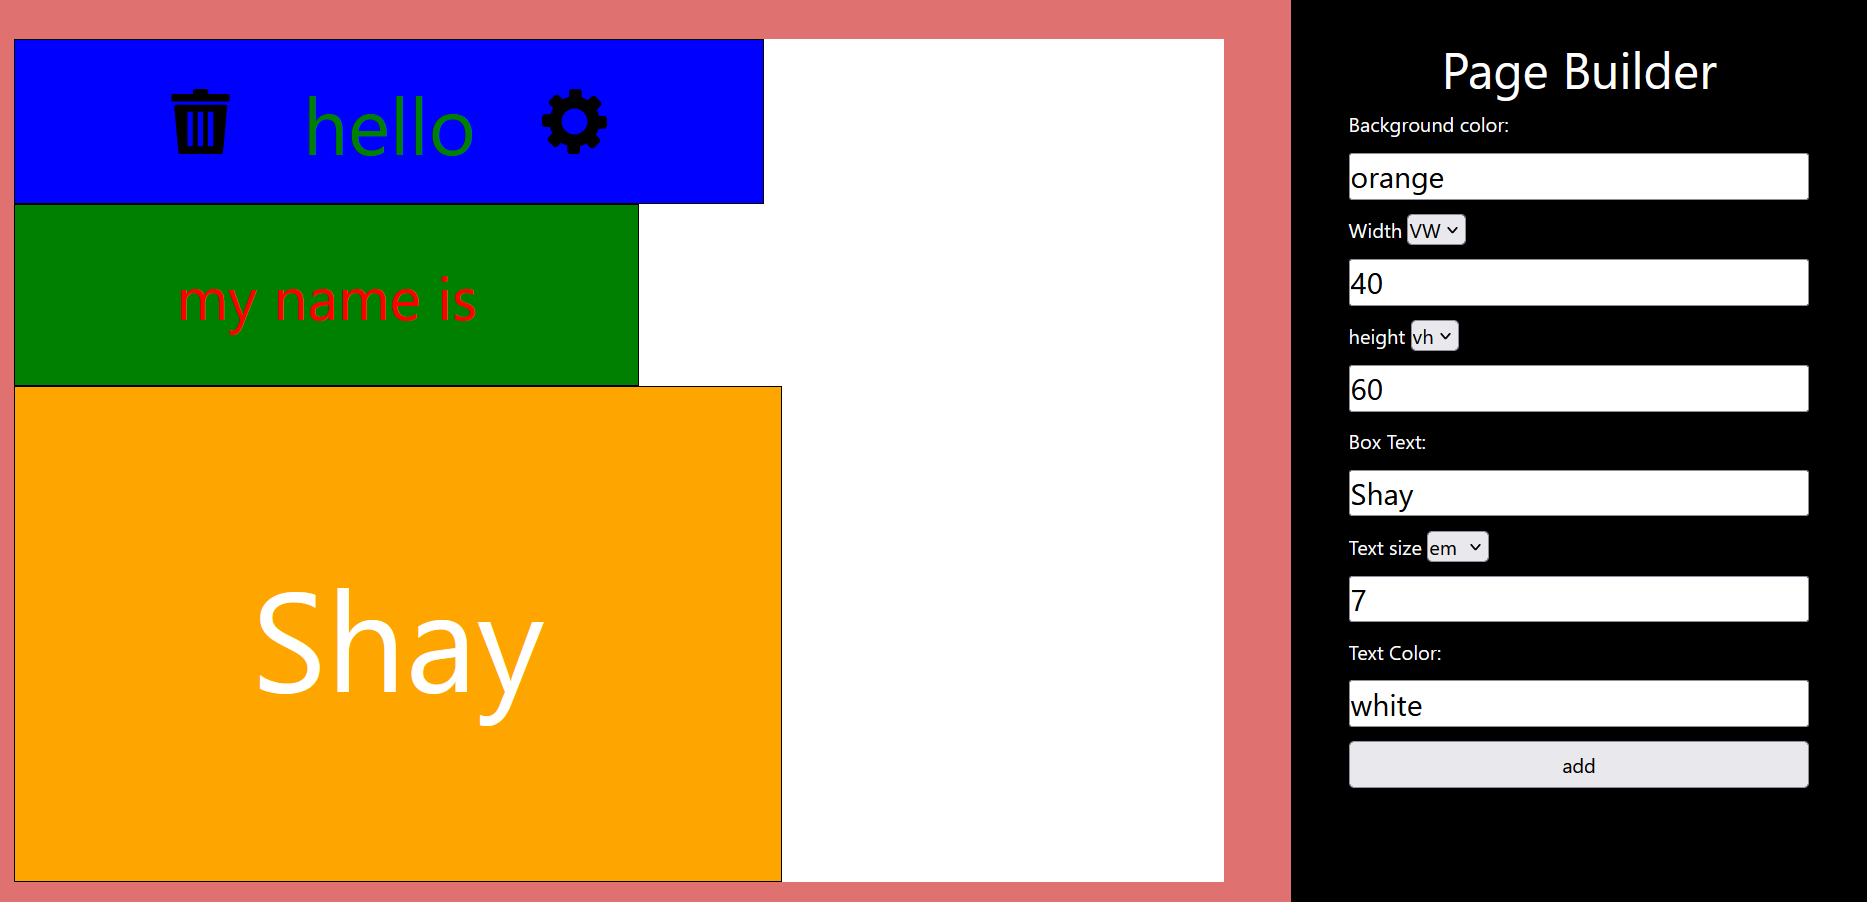 hello
my name is
Shay
Page Builder
Background color:
orange
Width VW
40
height vh
60
Box Text:
Shay
Text size em
7
Text Color:
white
add